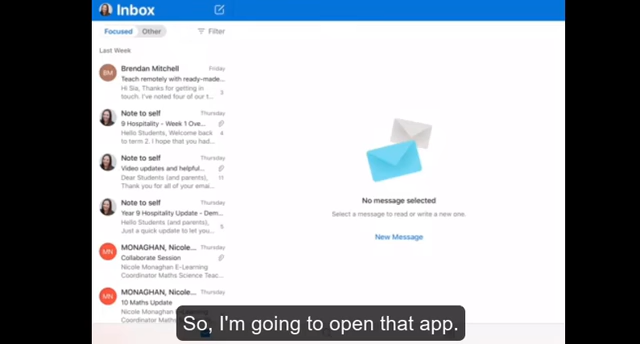 Inbox
Focused Other Filter
Last Week
Brendan Mitchell Friday
Teach remotely with ready-made...
Hi Sia, Thanks for getting in
touch. I've noted four of our t... 5
Note to self Thursday
9 Hospitality - Week 1 Ove...
Hello Students, Welcome back 4
to term 2. I hope that you had...
Note to self Thursday
Video updates and helpful...
Dear Students (and parents), 11
Thank you for all of your emai...
Note to self Thursday
Year 9 Hospitality Update - Dem...
Hello Students (and parents),
Just a quick update to let you... 5
MONAGHAN, Nicole... Thursday
Collaborate Session
Nicole Monaghan E-Learning
Coordinator Maths Science Teac...
MONAGHAN, Nicole... Thursday
10 Maths Update
Nicole Monaghan
Coordinator Maths
BM
MN
MN
No message selected
Select a message to read or write a new one.
New Message
So, I'm going to open that app.